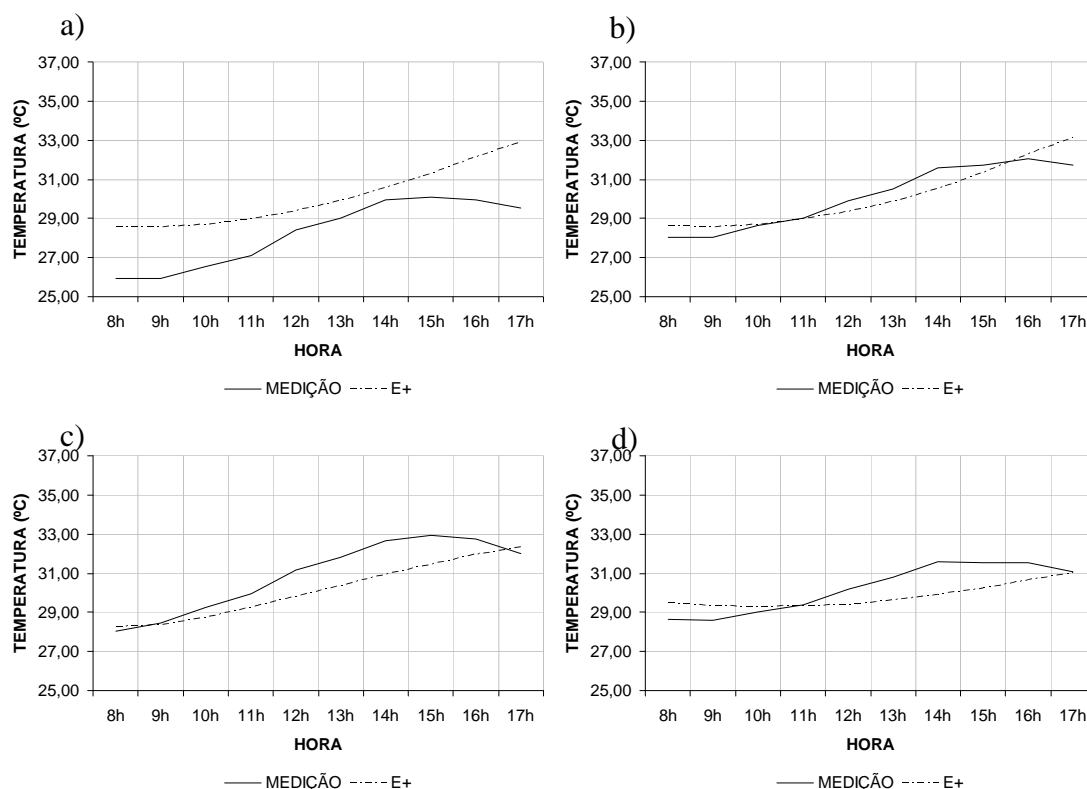 a)
37,00
35,00
33,00
31,00
29,00
27,00
25,00
TEMPERATURA (ºC)
8h 9h 10h 11h 12h 13h 14h 15h 16h 17h
HORA
MEDIÇÃO E+
b)
37,00
35,00
33,00
31,00
29,00
27,00
25,00
TEMPERATURA (ºC)
8h 9h 10h 11h 12h 13h 14h 15h 16h 17h
HORA
MEDIÇÃO E+
c)
37,00
35,00
33,00
31,00
29,00
27,00
25,00
TEMPERATURA (ºC)
8h 9h 10h 11h 12h 13h 14h 15h 16h 17h
HORA
MEDIÇÃO E+
d)
37,00
35,00
33,00
31,00
29,00
27,00
25,00
TEMPERATURA (ºC)
8h 9h 10h 11h 12h 13h 14h 15h 16h 17h
HORA
MEDIÇÃO E+